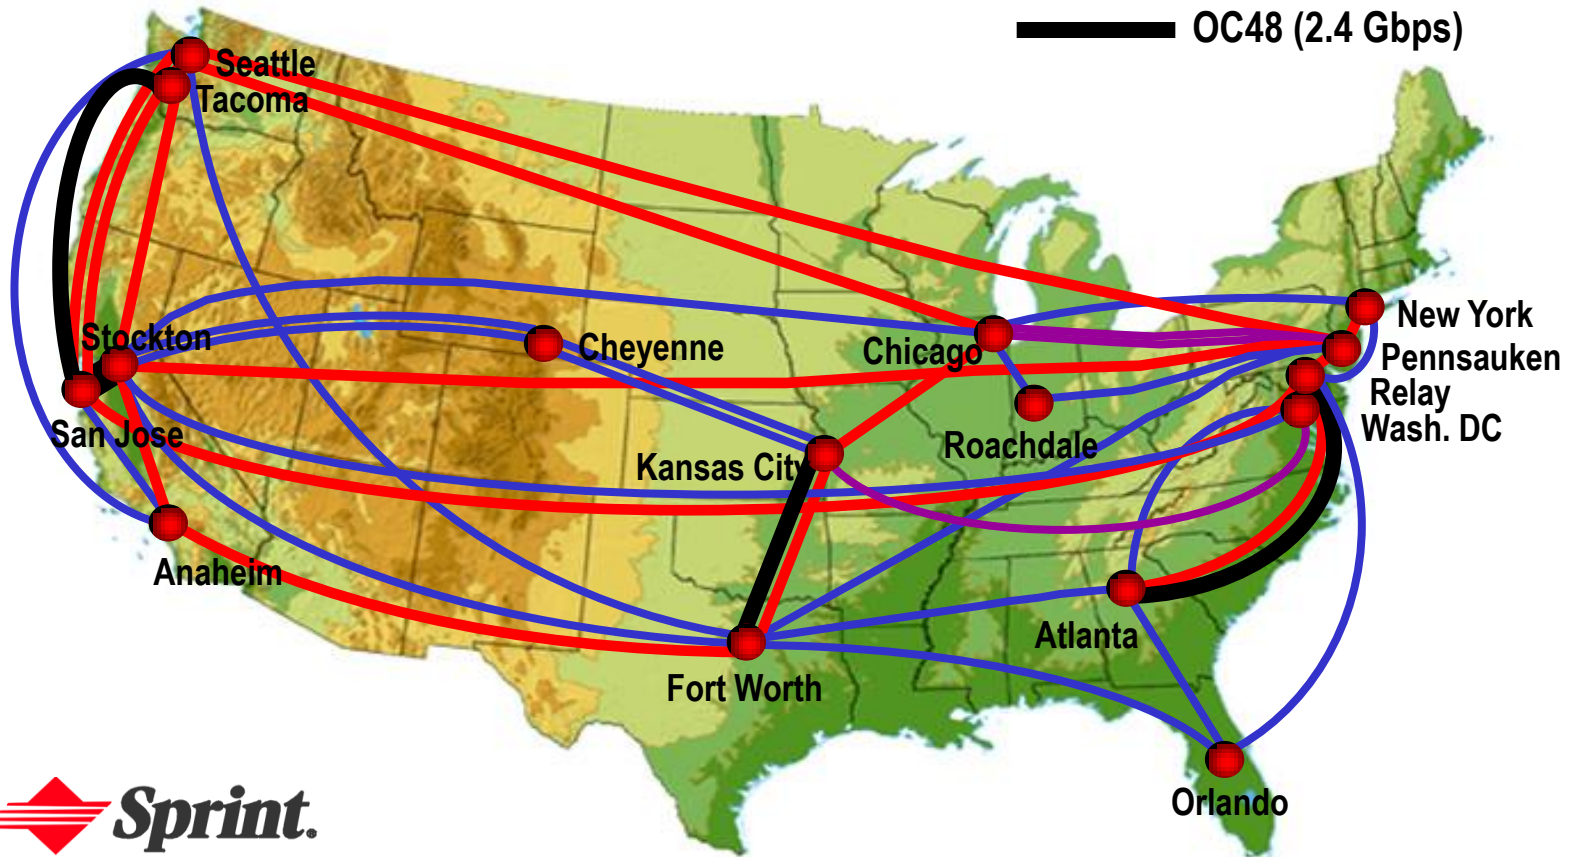 OC48 (2.4 Gbps)
Seattle
Tacoma
Stockton
Cheyenne
Chicago
New York
Pennsauken
Relay
Wash. DC
San Jose
Kansas City
Roachdale
Anaheim
Atlanta
Fort Worth
Orlando
Sprint.